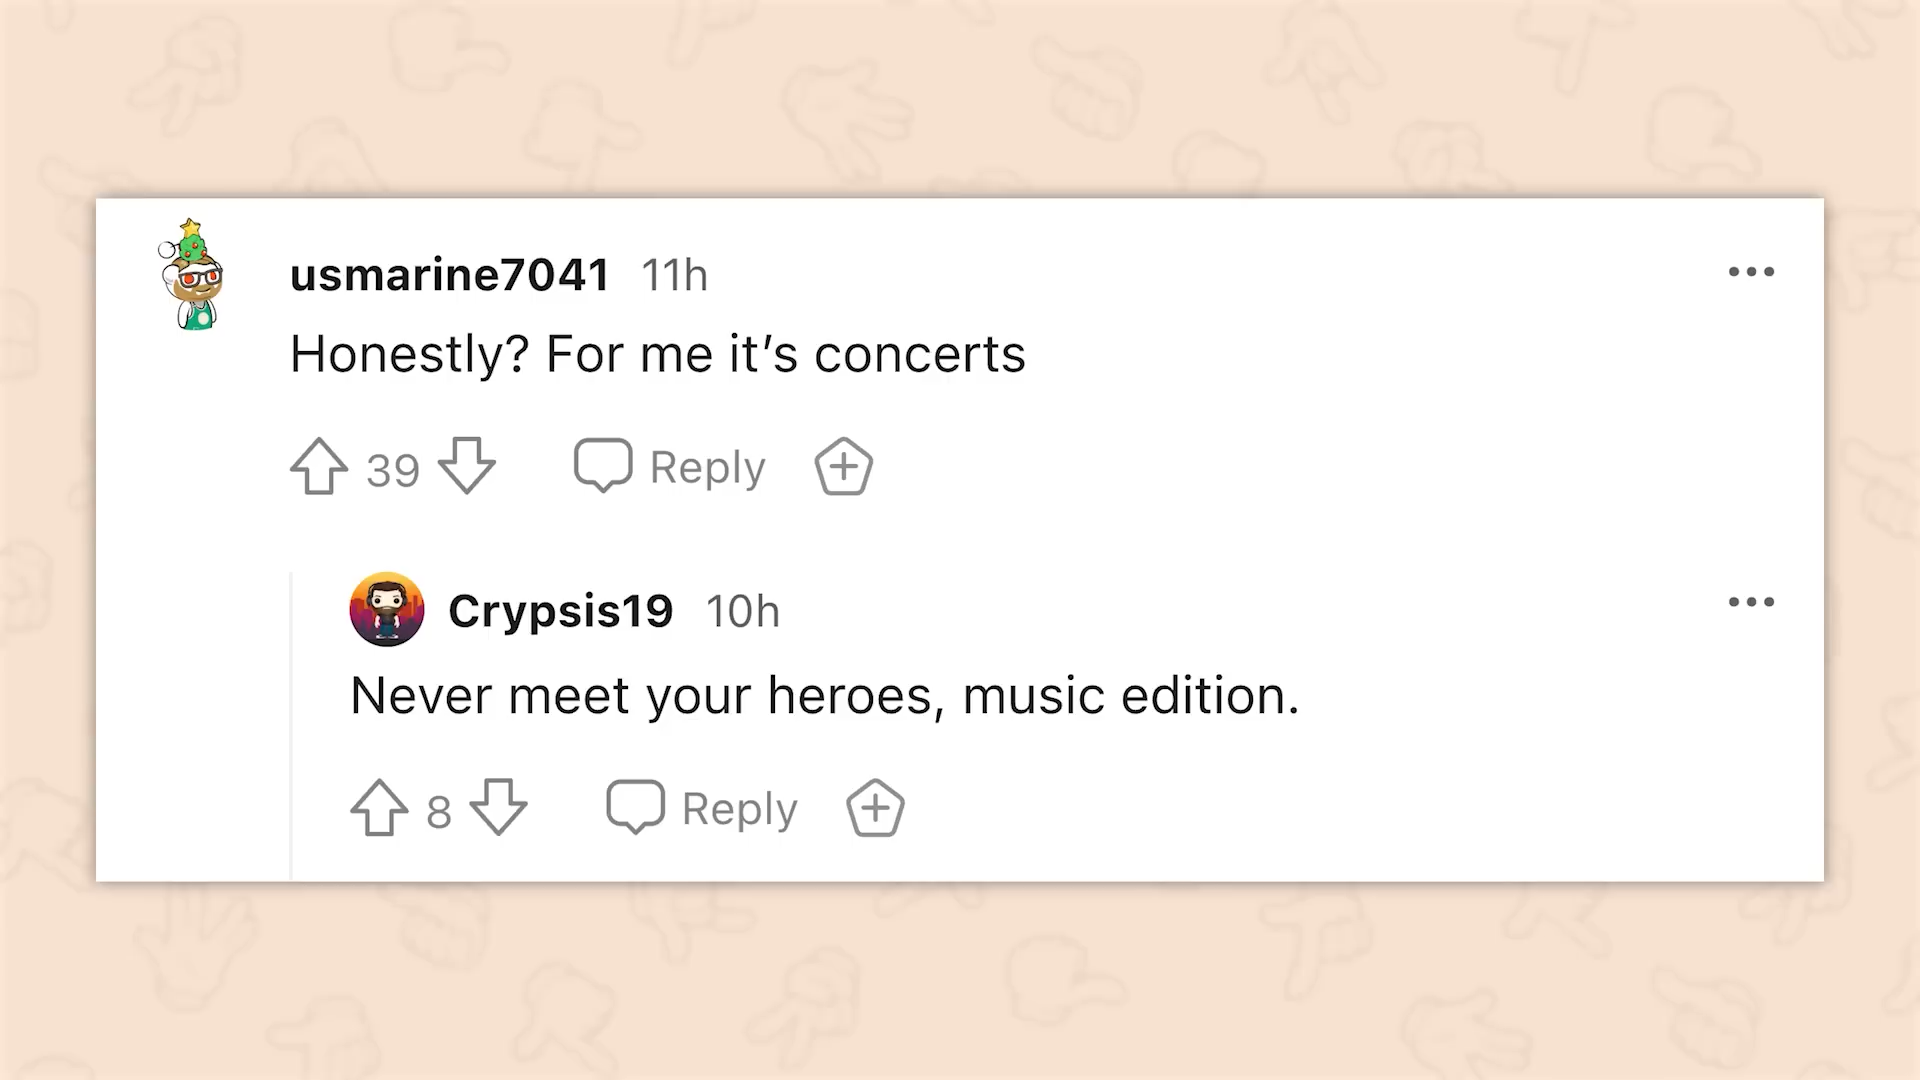 usmarine7041 11h
Honestly? For me it’s concerts
39 Reply
Crypsis19 10h
Never meet your heroes, music edition.
8 Reply